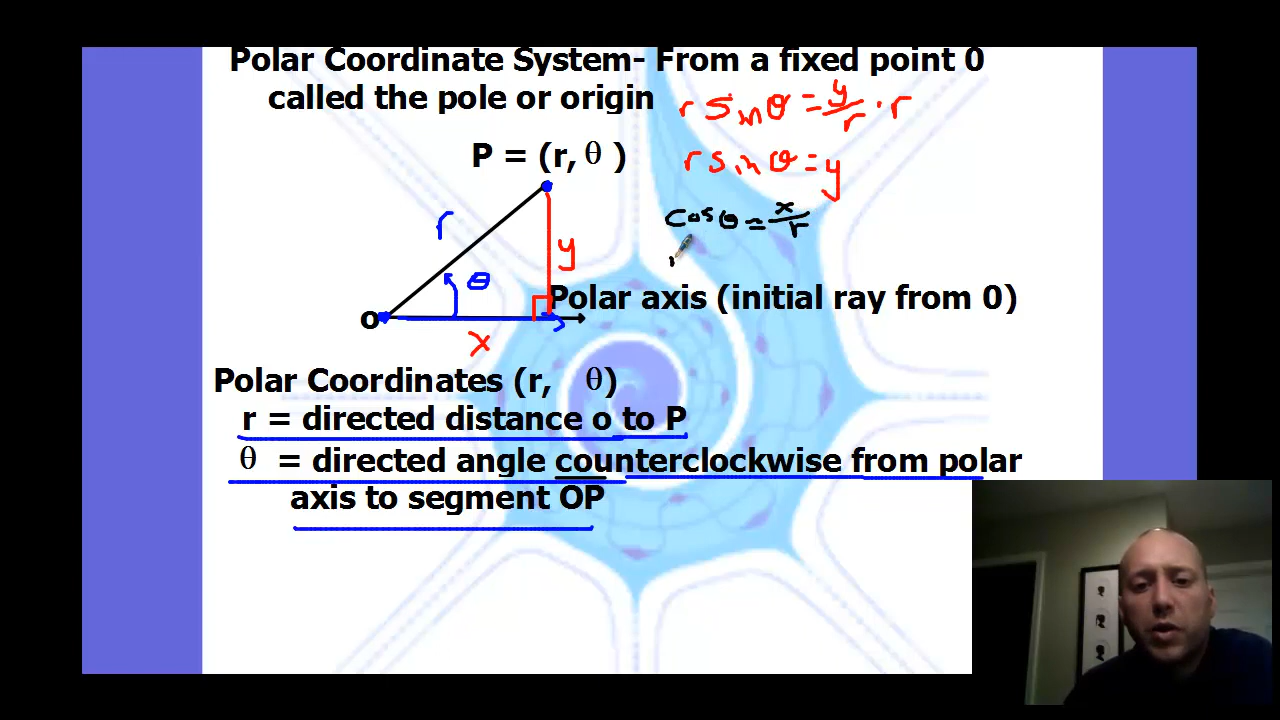 Polar Coordinate System- From a fixed point 0
called the pole or origin
r sin θ = y/r · r
P = (r, θ )
r sin θ = y
r
cos θ = x/r
y
θ
Polar axis (initial ray from 0)
o
x
Polar Coordinates (r, θ)
r = directed distance o to P
θ = directed angle counterclockwise from polar
axis to segment OP